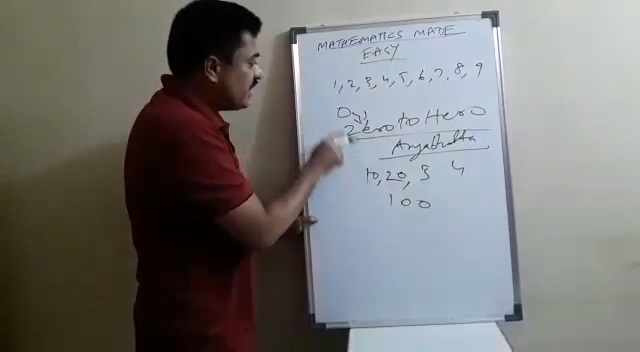 MATHEMATICS MADE
EASY
1, 2, 3, 4, 5, 6, 7, 8, 9
0
Zero to Hero
Aryabhatta
10, 20, 3 4
100